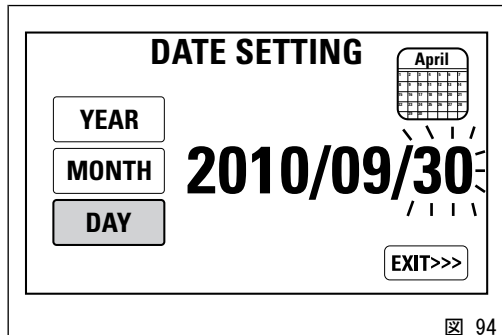 DATE SETTING
April
YEAR
MONTH
DAY
2010/09/30
EXIT>>>
図 94